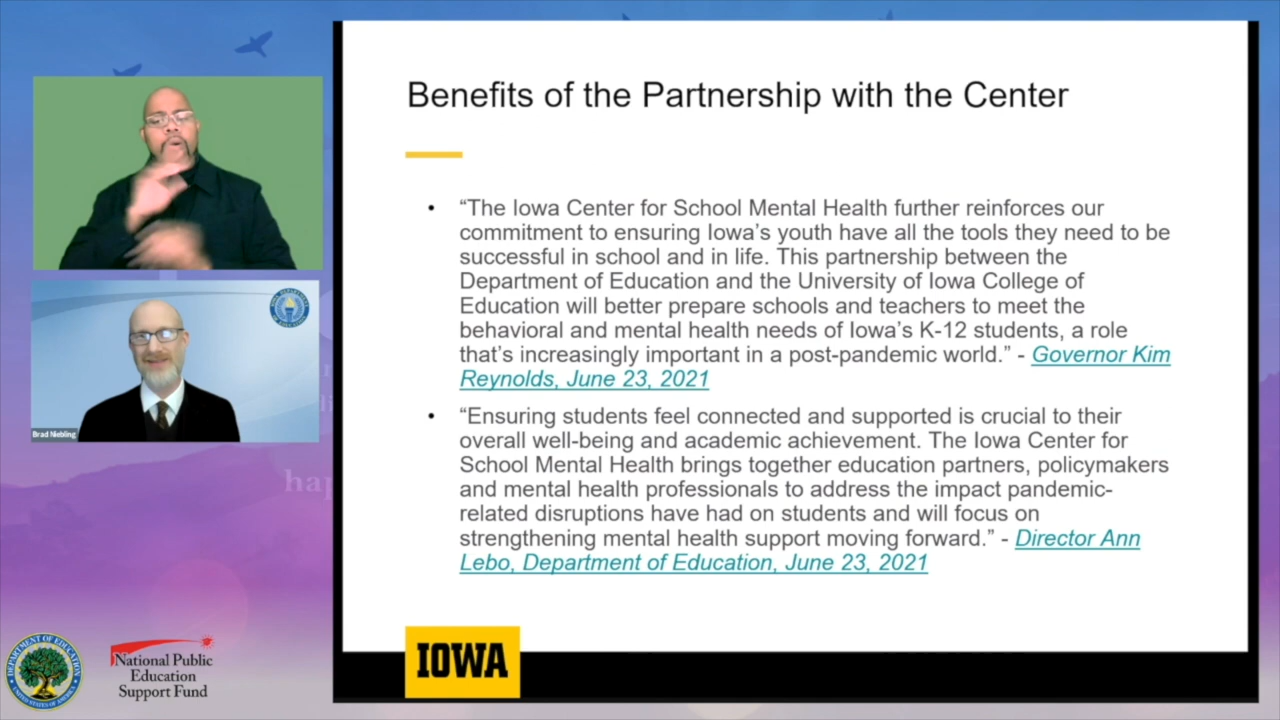 Benefits of the Partnership with the Center
• “The Iowa Center for School Mental Health further reinforces our
commitment to ensuring Iowa’s youth have all the tools they need to be
successful in school and in life. This partnership between the
Department of Education and the University of Iowa College of
Education will better prepare schools and teachers to meet the
behavioral and mental health needs of Iowa’s K-12 students, a role
that’s increasingly important in a post-pandemic world.” - Governor Kim
Reynolds, June 23, 2021
• “Ensuring students feel connected and supported is crucial to their
overall well-being and academic achievement. The Iowa Center for
School Mental Health brings together education partners, policymakers
and mental health professionals to address the impact pandemic-
related disruptions have had on students and will focus on
strengthening mental health support moving forward.” - Director Ann
Lebo, Department of Education, June 23, 2021
IOWA
Brad Niebling
hap
DEPARTMENT OF EDUCATION
UNITED STATES OF AMERICA
National Public
Education
Support Fund